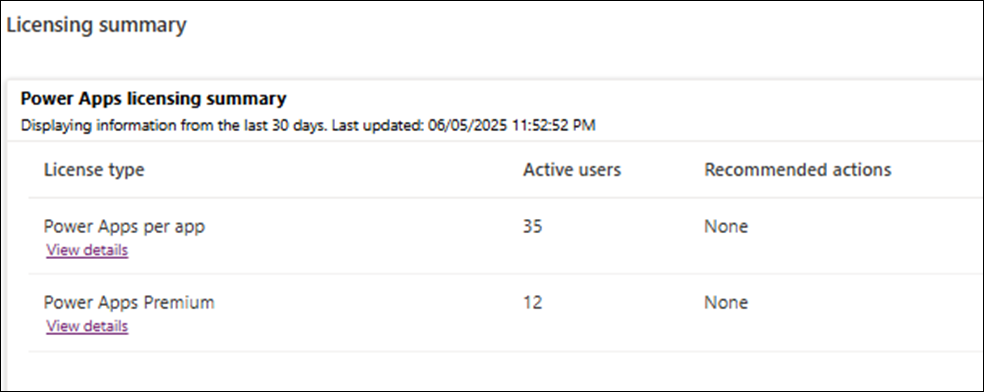 Licensing summary
Power Apps licensing summary
Displaying information from the last 30 days. Last updated: 06/05/2025 11:52:52 PM
License type Active users Recommended actions
Power Apps per app 35 None
View details
Power Apps Premium 12 None
View details